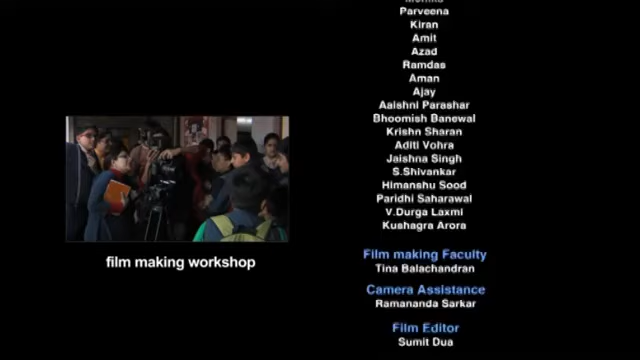 Parveena
Kiran
Amit
Azad
Ramdas
Aman
Ajay
Aaishni Parashar
Bhoomish Banewal
Krishn Sharan
Aditi Vohra
Jaishna Singh
S.Shivankar
Himanshu Sood
Paridhi Saharawal
V.Durga Laxmi
Kushagra Arora
film making workshop
Film making Faculty
Tina Balachandran
Camera Assistance
Ramananda Sarkar
Film Editor
Sumit Dua